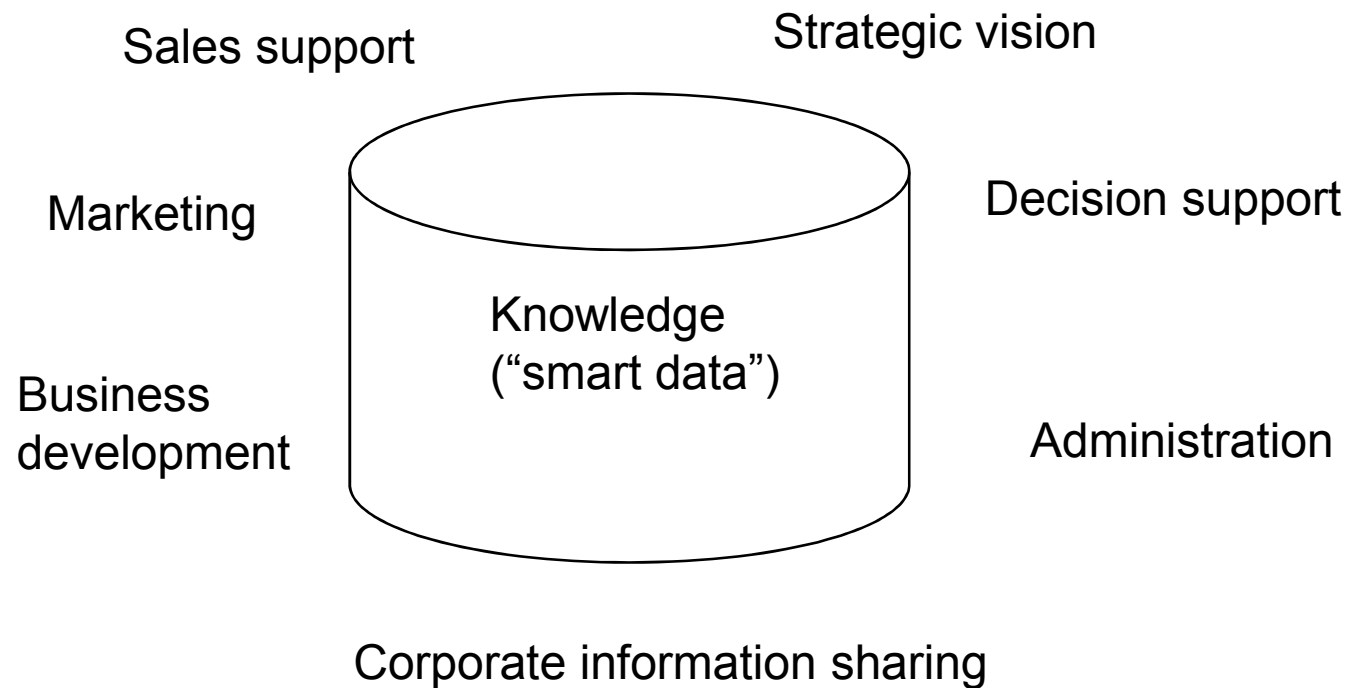 Sales support
Strategic vision
Marketing
Decision support
Knowledge
(“smart data”)
Business
development
Administration
Corporate information sharing